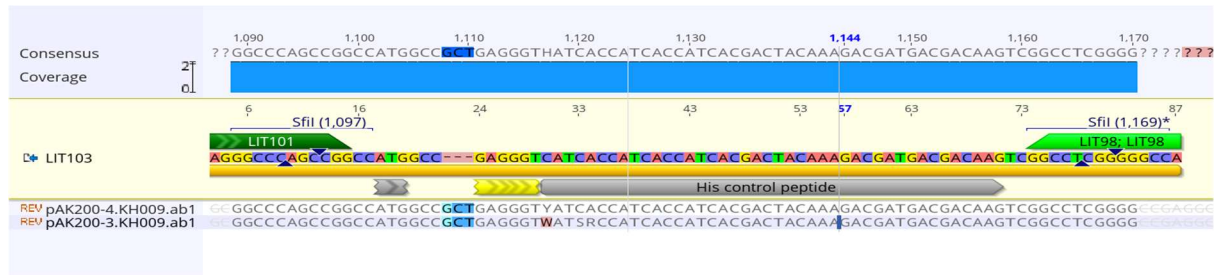 1,090 1,100 1,110 1,120 1,130 1,144 1,150 1,160 1,170
Consensus ??GGCCCAGCCGGCCATGGCCGCTGAGGGTHATCACCATCACCATCACGACTACAAAGACGATGACGACAAGTCGGCCTCGGGG???????
Coverage 2 0
6 16 24 33 43 53 57 63 73 87
SfiI (1,097) SfiI (1,169)*
LIT101 LIT98; LIT98
LIT103 AGGGCCCAGCCGGCCATGGCC---GAGGGTCATCACCATCACCATCACGACTACAAAGACGATGACGACAAGTCGGCCTCGGGGGCCA
His control peptide
REV pAK200-4.KH009.ab1 GCGGCCCAGCCGGCCATGGCCGCTGAGGGTYATCACCATCACCATCACGACTACAAAGACGATGACGACAAGTCGGCCTCGGGGCCGAGGC
REV pAK200-3.KH009.ab1 GCGGCCCAGCCGGCCATGGCCGCTGAGGGTWATSRCCATCACCATCACGACTACAAAGACGATGACGACAAGTCGGCCTCGGGG